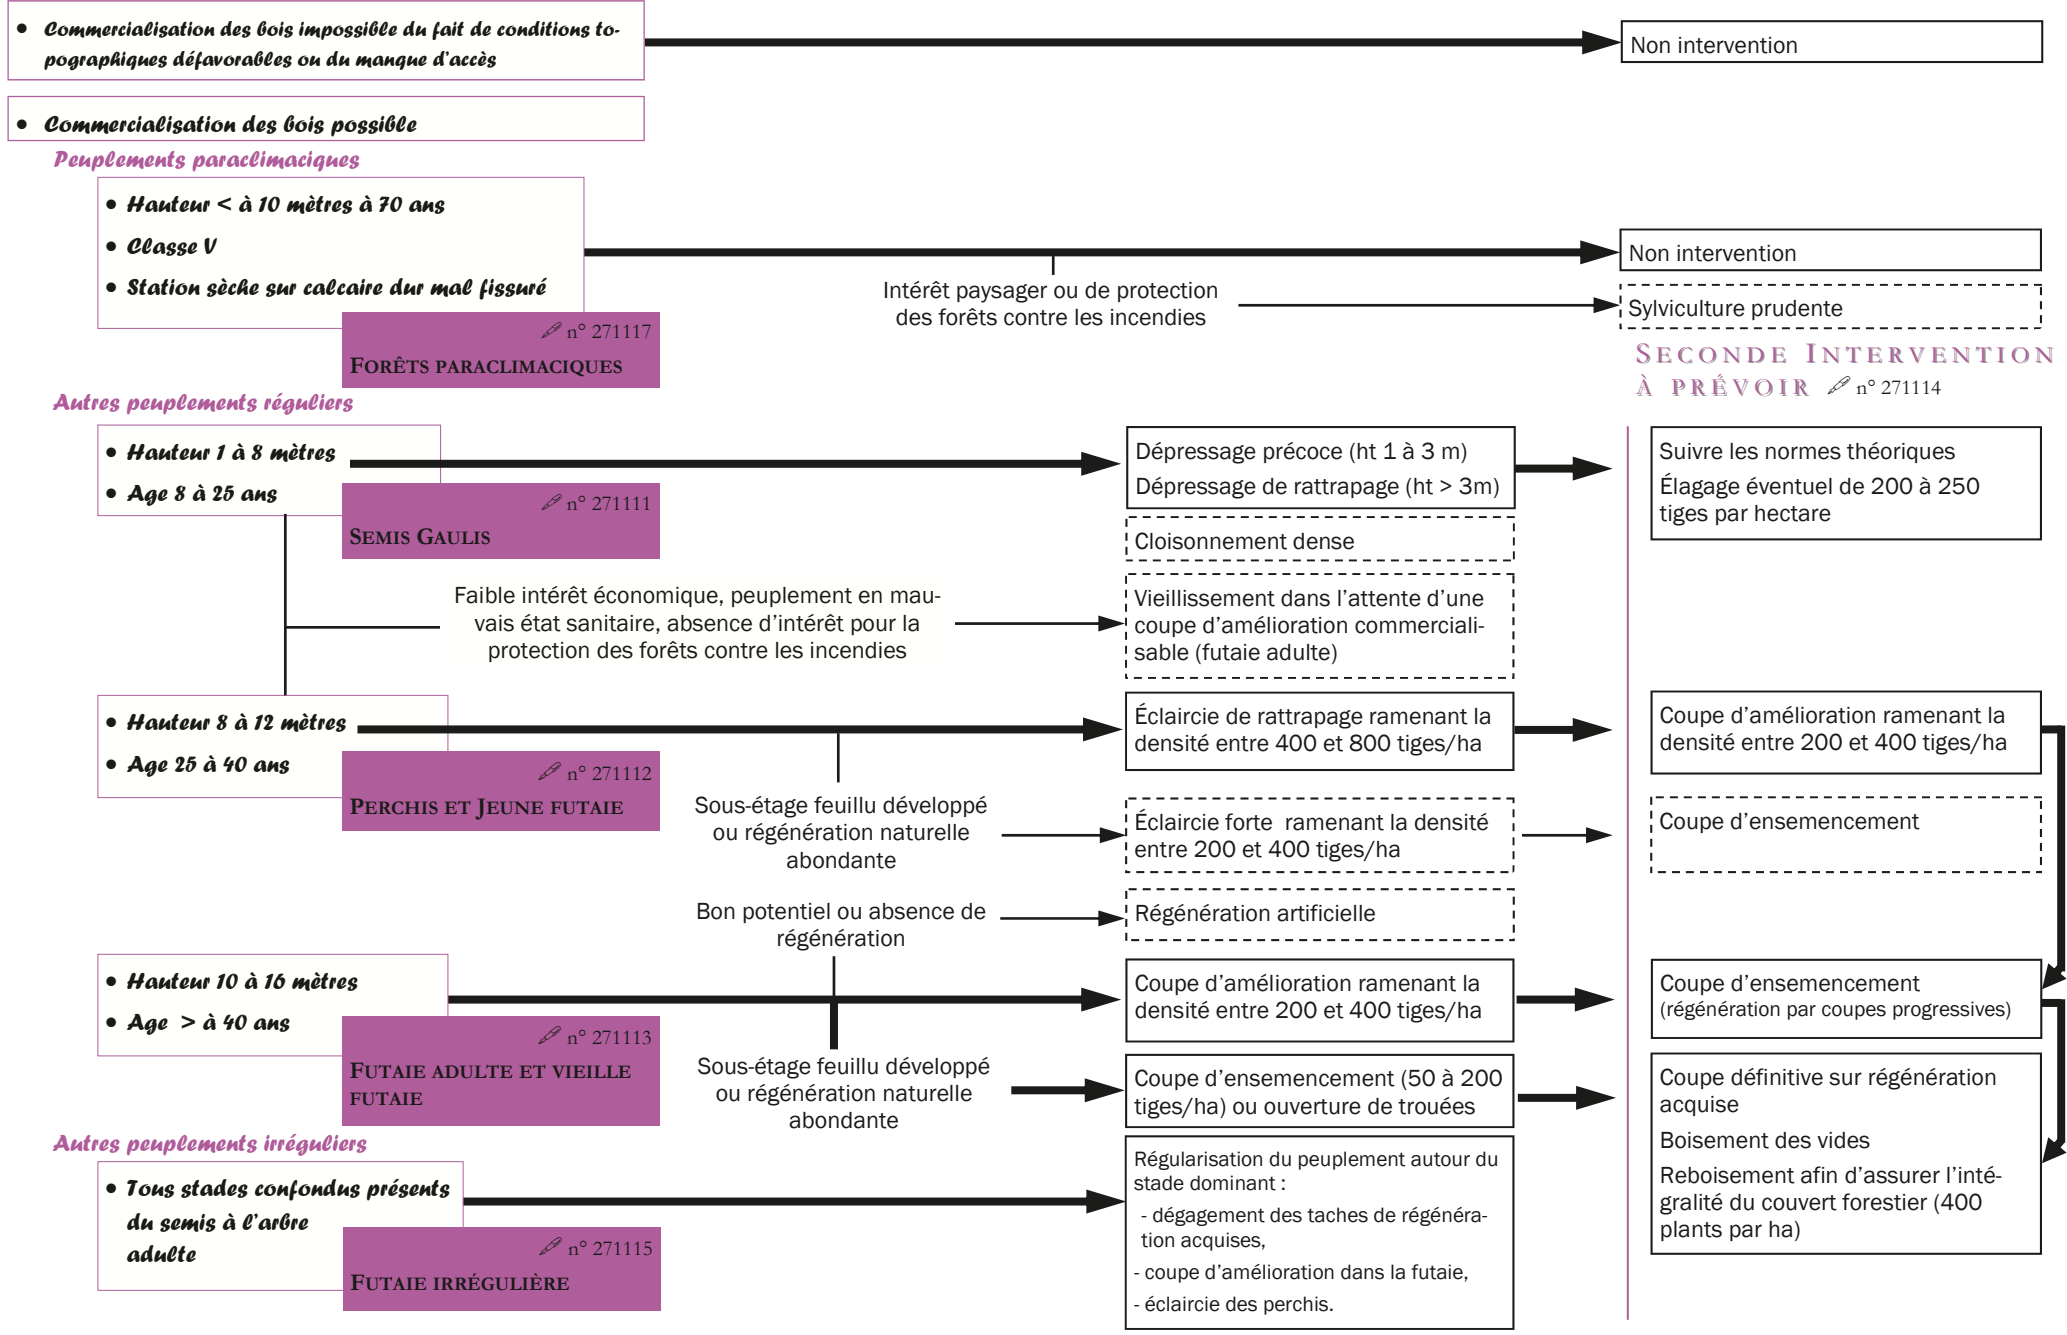 • Commercialisation des bois impossible du fait de conditions to-
pographiques défavorables ou du manque d'accès
Non intervention
• Commercialisation des bois possible
Peuplements paraclimaciques
• Hauteur < à 10 mètres à 70 ans
• Classe V
• Station sèche sur calcaire dur mal fissuré
n° 271117
FORÊTS PARACLIMACIQUES
Intérêt paysager ou de protection
des forêts contre les incendies
Non intervention
Sylviculture prudente
SECONDE INTERVENTION
À PRÉVOIR n° 271114
Autres peuplements réguliers
• Hauteur 1 à 8 mètres
• Age 8 à 25 ans
n° 271111
SEMIS GAULIS
Dépressage précoce (ht 1 à 3 m)
Dépressage de rattrapage (ht > 3m)
Suivre les normes théoriques
Élagage éventuel de 200 à 250
tiges par hectare
Cloisonnement dense
Faible intérêt économique, peuplement en mau-
vais état sanitaire, absence d'intérêt pour la
protection des forêts contre les incendies
Vieillissement dans l'attente d'une
coupe d'amélioration commerciali-
sable (futaie adulte)
• Hauteur 8 à 12 mètres
• Age 25 à 40 ans
n° 271112
PERCHIS ET JEUNE FUTAIE
Éclaircie de rattrapage ramenant la
densité entre 400 et 800 tiges/ha
Coupe d'amélioration ramenant la
densité entre 200 et 400 tiges/ha
Sous-étage feuillu développé
ou régénération naturelle
abondante
Éclaircie forte  ramenant la densité
entre 200 et 400 tiges/ha
Coupe d'ensemencement
Bon potentiel ou absence de
régénération
Régénération artificielle
• Hauteur 10 à 16 mètres
• Age  > à 40 ans
n° 271113
FUTAIE ADULTE ET VIEILLE
FUTAIE
Coupe d'amélioration ramenant la
densité entre 200 et 400 tiges/ha
Coupe d'ensemencement
(régénération par coupes progressives)
Sous-étage feuillu développé
ou régénération naturelle
abondante
Coupe d'ensemencement (50 à 200
tiges/ha) ou ouverture de trouées
Coupe définitive sur régénération
acquise
Boisement des vides
Reboisement afin d'assurer l'inté-
gralité du couvert forestier (400
plants par ha)
Autres peuplements irréguliers
• Tous stades confondus présents
du semis à l'arbre
adulte
n° 271115
FUTAIE IRRÉGULIÈRE
Régularisation du peuplement autour du
stade dominant :
- dégagement des taches de régénéra-
tion acquises,
- coupe d'amélioration dans la futaie,
- éclaircie des perchis.